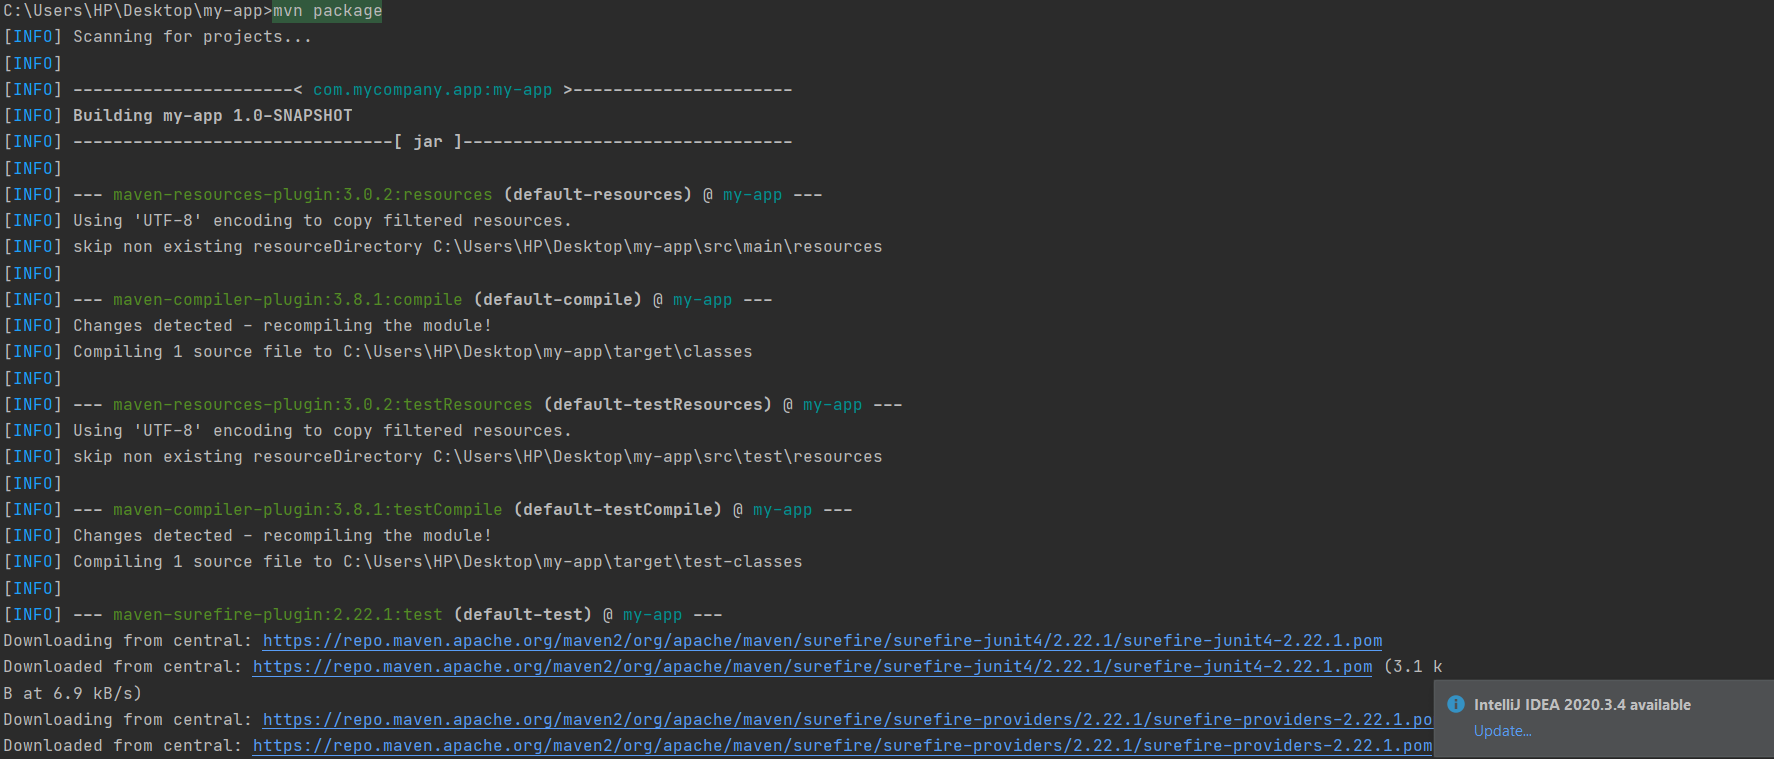 C:\Users\HP\Desktop\my-app>mvn package
[INFO] Scanning for projects...
[INFO]
[INFO] ----------------------< com.mycompany.app:my-app >----------------------
[INFO] Building my-app 1.0-SNAPSHOT
[INFO] --------------------------------[ jar ]---------------------------------
[INFO]
[INFO] --- maven-resources-plugin:3.0.2:resources (default-resources) @ my-app ---
[INFO] Using 'UTF-8' encoding to copy filtered resources.
[INFO] skip non existing resourceDirectory C:\Users\HP\Desktop\my-app\src\main\resources
[INFO]
[INFO] --- maven-compiler-plugin:3.8.1:compile (default-compile) @ my-app ---
[INFO] Changes detected - recompiling the module!
[INFO] Compiling 1 source file to C:\Users\HP\Desktop\my-app\target\classes
[INFO]
[INFO] --- maven-resources-plugin:3.0.2:testResources (default-testResources) @ my-app ---
[INFO] Using 'UTF-8' encoding to copy filtered resources.
[INFO] skip non existing resourceDirectory C:\Users\HP\Desktop\my-app\src\test\resources
[INFO]
[INFO] --- maven-compiler-plugin:3.8.1:testCompile (default-testCompile) @ my-app ---
[INFO] Changes detected - recompiling the module!
[INFO] Compiling 1 source file to C:\Users\HP\Desktop\my-app\target\test-classes
[INFO]
[INFO] --- maven-surefire-plugin:2.22.1:test (default-test) @ my-app ---
Downloading from central: https://repo.maven.apache.org/maven2/org/apache/maven/surefire/surefire-junit4/2.22.1/surefire-junit4-2.22.1.pom
Downloaded from central: https://repo.maven.apache.org/maven2/org/apache/maven/surefire/surefire-junit4/2.22.1/surefire-junit4-2.22.1.pom (3.1 k
B at 6.9 kB/s)
Downloading from central: https://repo.maven.apache.org/maven2/org/apache/maven/surefire/surefire-providers/2.22.1/surefire-providers-2.22.1.po
Downloaded from central: https://repo.maven.apache.org/maven2/org/apache/maven/surefire/surefire-providers/2.22.1/surefire-providers-2.22.1.pom
IntelliJ IDEA 2020.3.4 available
Update...